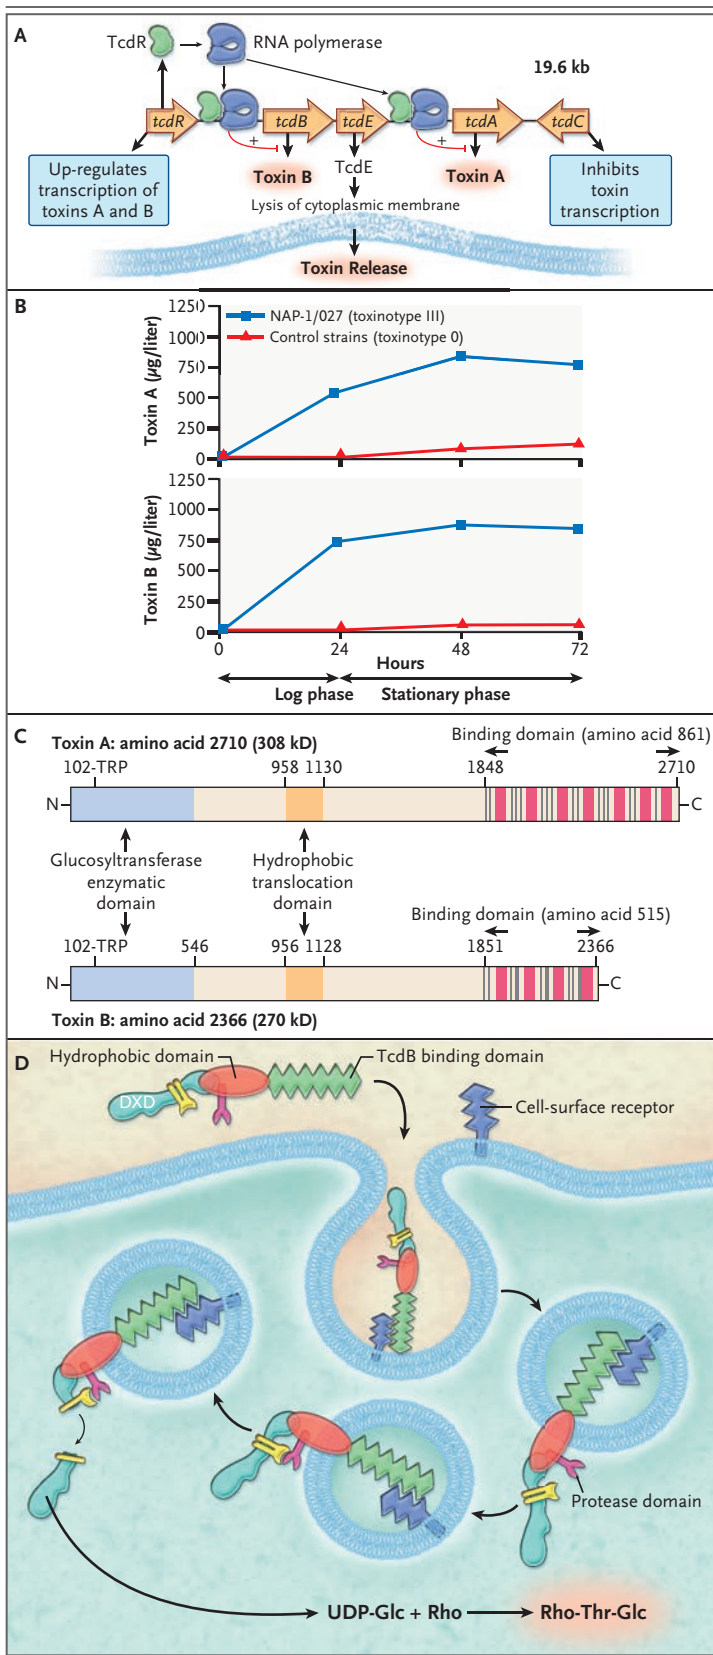 A
TcdR
RNA polymerase
19.6 kb
tcdR
tcdB
tcdE
tcdA
tcdC
+
+
Up-regulates
transcription of
toxins A and B
Toxin B
TcdE
Toxin A
Inhibits
toxin
transcription
Lysis of cytoplasmic membrane
Toxin Release
B
Toxin A (µg/liter)
1250
1000
750
500
250
0
NAP-1/027 (toxinotype III)
Control strains (toxinotype 0)
Toxin B (µg/liter)
1250
1000
750
500
250
0
0 24 48 72
Hours
Log phase Stationary phase
C
Toxin A: amino acid 2710 (308 kD)
Binding domain (amino acid 861)
102-TRP 958 1130 1848 2710
N C
Glucosyltransferase
enzymatic
domain
Hydrophobic
translocation
domain
Binding domain (amino acid 515)
102-TRP 546 956 1128 1851 2366
N C
Toxin B: amino acid 2366 (270 kD)
D
Hydrophobic domain
TcdB binding domain
DXD
Cell-surface receptor
Protease domain
UDP-Glc + Rho
Rho-Thr-Glc